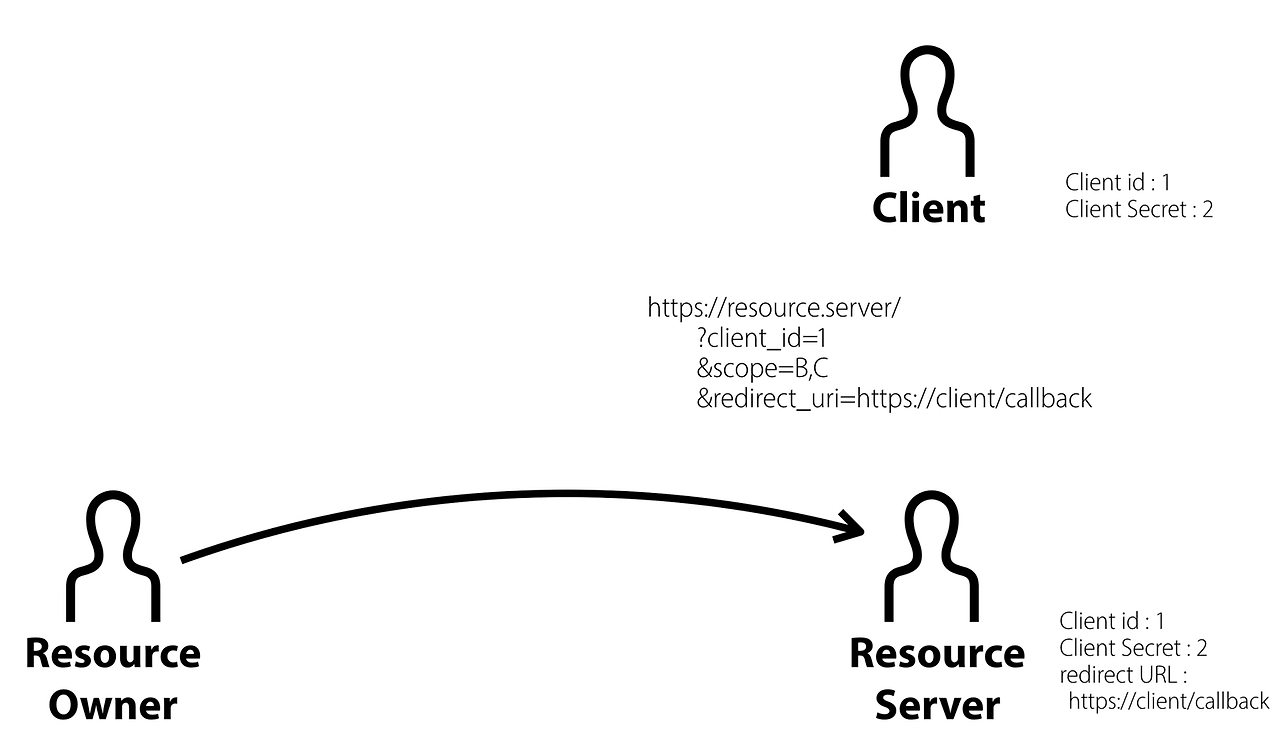 Client
Client id : 1
Client Secret : 2
https://resource.server/
?client_id=1
&scope=B,C
&redirect_uri=https://client/callback
Resource
Owner
Resource
Server
Client id : 1
Client Secret : 2
redirect URL :
https://client/callback